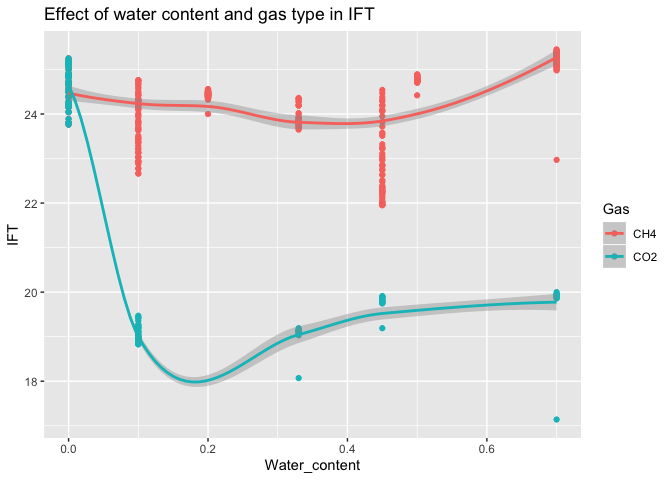 Effect of water content and gas type in IFT
IFT
24
22
20
18
0.0
0.2
0.4
0.6
Water_content
Gas
CH4
CO2